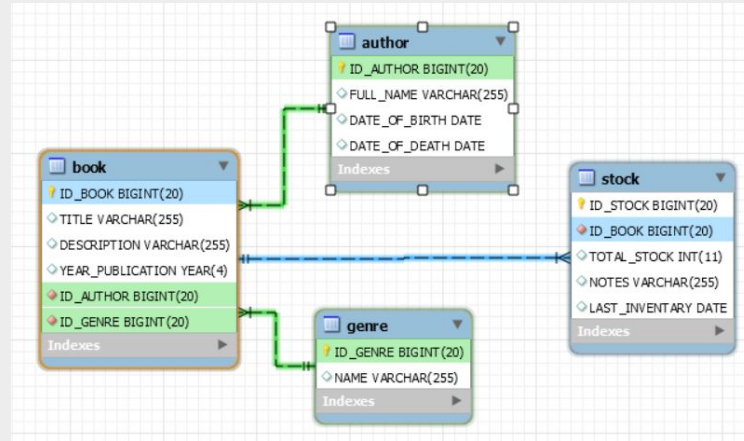 author
ID_AUTHOR BIGINT(20)
FULL_NAME VARCHAR(255)
DATE_OF_BIRTH DATE
DATE_OF_DEATH DATE
Indexes
book
ID_BOOK BIGINT(20)
TITLE VARCHAR(255)
DESCRIPTION VARCHAR(255)
YEAR_PUBLICATION YEAR(4)
ID_AUTHOR BIGINT(20)
ID_GENRE BIGINT(20)
Indexes
stock
ID_STOCK BIGINT(20)
ID_BOOK BIGINT(20)
TOTAL_STOCK INT(11)
NOTES VARCHAR(255)
LAST_INVENTARY DATE
Indexes
genre
ID_GENRE BIGINT(20)
NAME VARCHAR(255)
Indexes